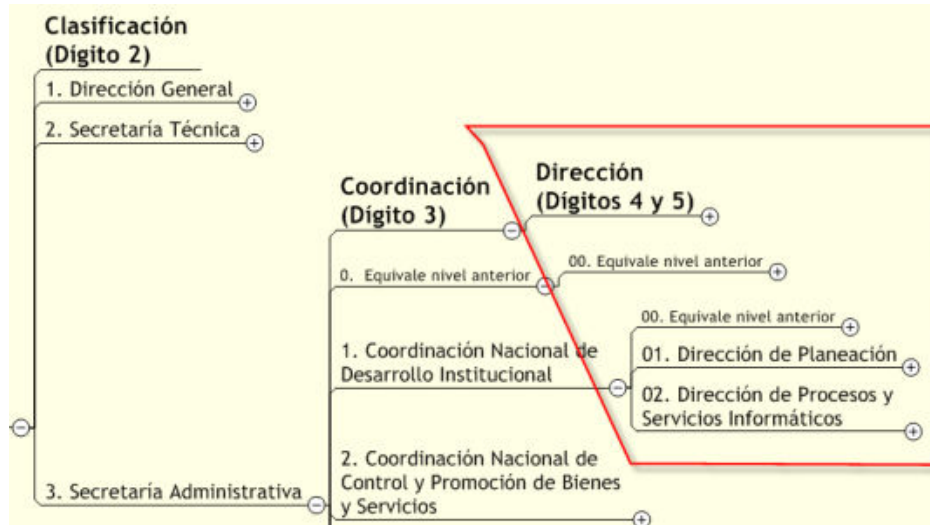 Clasificación
(Dígito 2)
1. Dirección General
2. Secretaría Técnica
Coordinación
(Dígito 3)
Dirección
(Dígitos 4 y 5)
0. Equivale nivel anterior
00. Equivale nivel anterior
1. Coordinación Nacional de
Desarrollo Institucional
00. Equivale nivel anterior
01. Dirección de Planeación
02. Dirección de Procesos y
Servicios Informáticos
3. Secretaría Administrativa
2. Coordinación Nacional de
Control y Promoción de Bienes
y Servicios